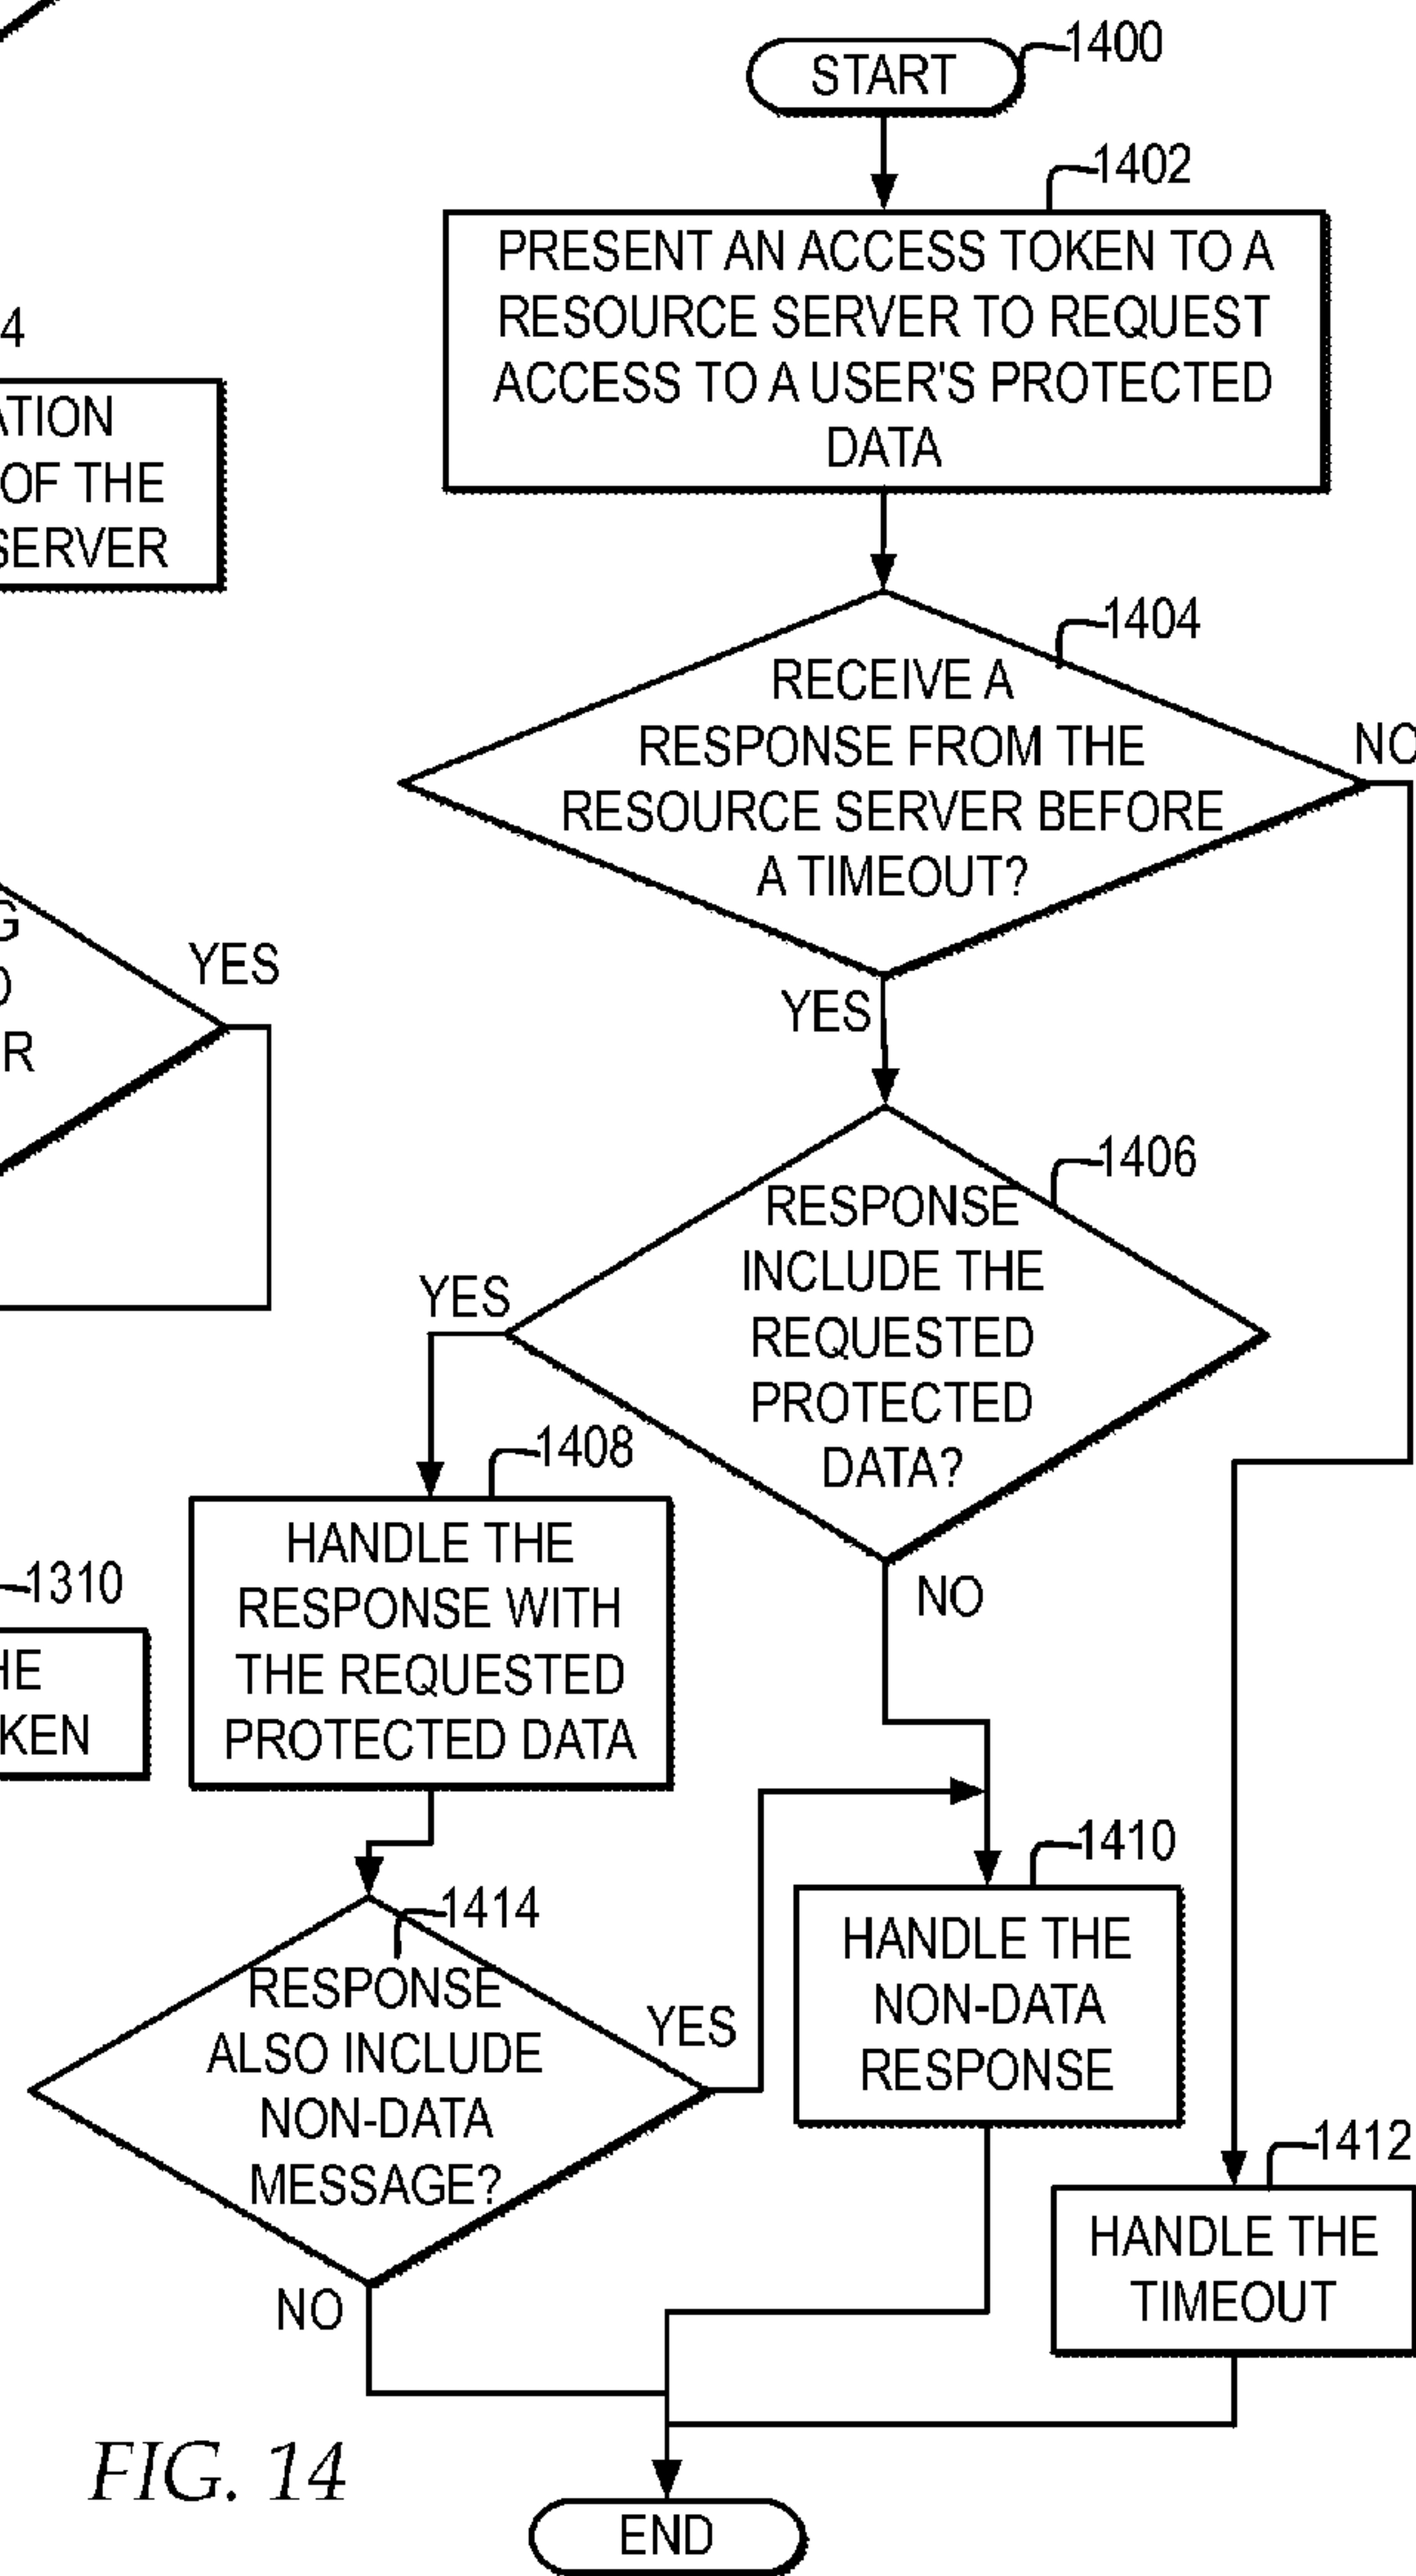 START
1400
1402
PRESENT AN ACCESS TOKEN TO A
RESOURCE SERVER TO REQUEST
ACCESS TO A USER'S PROTECTED
DATA
4
OF THE
SERVER
1404
RECEIVE A
RESPONSE FROM THE
RESOURCE SERVER BEFORE
A TIMEOUT?
NO
YES
YES
1406
RESPONSE
INCLUDE THE
REQUESTED
PROTECTED
DATA?
YES
NO
1408
HANDLE THE
RESPONSE WITH
THE REQUESTED
PROTECTED DATA
1310
1414
RESPONSE
ALSO INCLUDE
NON-DATA
MESSAGE?
YES
NO
1410
HANDLE THE
NON-DATA
RESPONSE
1412
HANDLE THE
TIMEOUT
FIG. 14
END